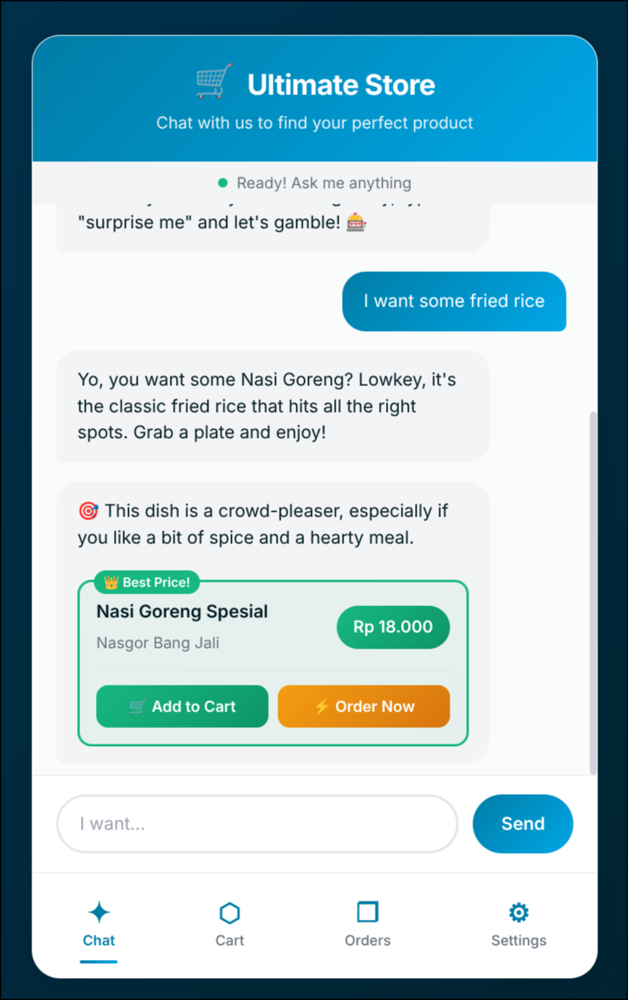 Ultimate Store
Chat with us to find your perfect product
Ready! Ask me anything
"surprise me" and let's gamble! 🎰
I want some fried rice
Yo, you want some Nasi Goreng? Lowkey, it's
the classic fried rice that hits all the right
spots. Grab a plate and enjoy!
🎯 This dish is a crowd-pleaser, especially if
you like a bit of spice and a hearty meal.
👑 Best Price!
Nasi Goreng Spesial
Rp 18.000
Nasgor Bang Jali
🛒 Add to Cart
⚡ Order Now
I want...
Send
Chat
Cart
Orders
Settings